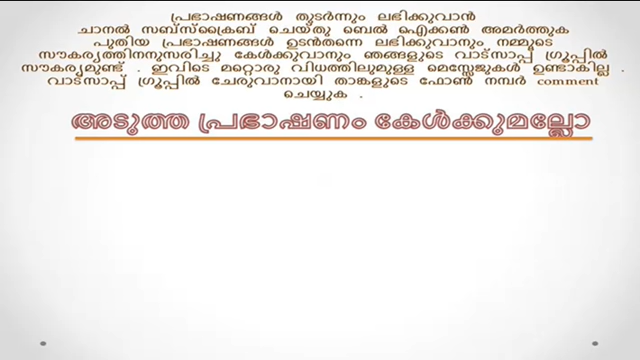 പ്രഭാഷണങ്ങൾ തുടർന്നും ലഭിക്കുവാൻ
ചാനൽ സബ്സ്ക്രൈബ് ചെയ്തു ബെൽ ഐക്കൺ അമർത്തുക
പുതിയ പ്രഭാഷണങ്ങൾ ഉടൻതന്നെ ലഭിക്കുവാനും നമ്മുടെ
സൗകര്യത്തിനനുസരിച്ചു കേൾക്കുവാനും ഞങ്ങളുടെ വാട്സാപ്പ് ഗ്രൂപ്പിൽ
സൗകര്യമുണ്ട് . ഇവിടെ മറ്റൊരു വിധത്തിലുമുള്ള മെസ്സേജുകൾ ഉണ്ടാകില്ല .
വാട്സാപ്പ് ഗ്രൂപ്പിൽ ചേരുവാനായി താങ്കളുടെ ഫോൺ നമ്പർ comment
ചെയ്യുക .
അടുത്ത പ്രഭാഷണം കേൾക്കുമല്ലോ